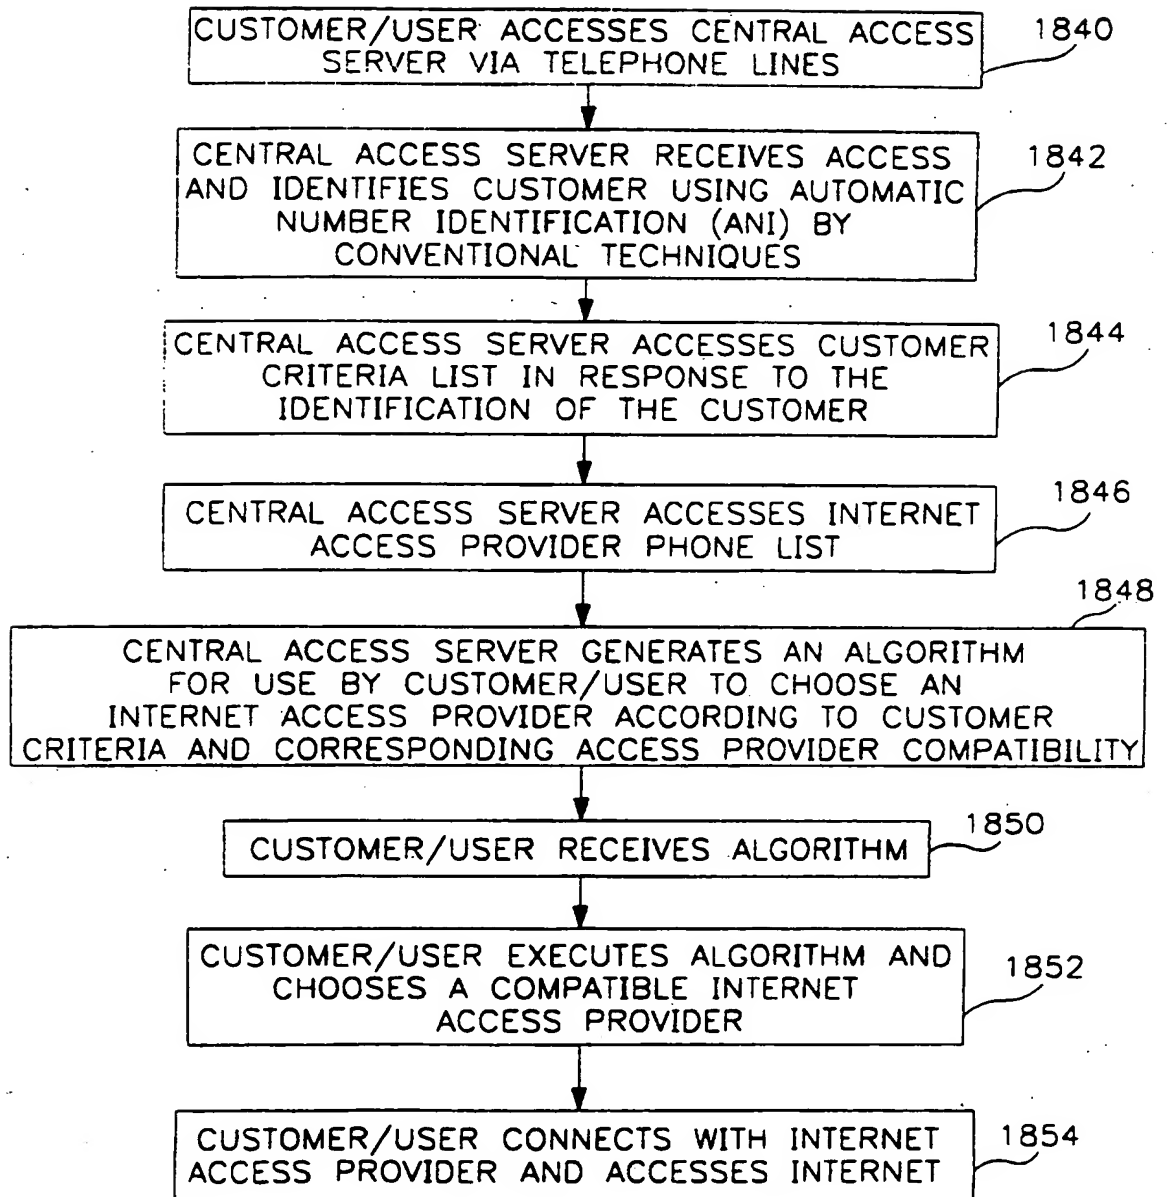 CUSTOMER/USER ACCESSES CENTRAL ACCESS
SERVER VIA TELEPHONE LINES
1840
CENTRAL ACCESS SERVER RECEIVES ACCESS
AND IDENTIFIES CUSTOMER USING AUTOMATIC
NUMBER IDENTIFICATION (ANI) BY
CONVENTIONAL TECHNIQUES
1842
CENTRAL ACCESS SERVER ACCESSES CUSTOMER
CRITERIA LIST IN RESPONSE TO THE
IDENTIFICATION OF THE CUSTOMER
1844
CENTRAL ACCESS SERVER ACCESSES INTERNET
ACCESS PROVIDER PHONE LIST
1846
1848
CENTRAL ACCESS SERVER GENERATES AN ALGORITHM
FOR USE BY CUSTOMER/USER TO CHOOSE AN
INTERNET ACCESS PROVIDER ACCORDING TO CUSTOMER
CRITERIA AND CORRESPONDING ACCESS PROVIDER COMPATIBILITY
CUSTOMER/USER RECEIVES ALGORITHM
1850
CUSTOMER/USER EXECUTES ALGORITHM AND
CHOOSES A COMPATIBLE INTERNET
ACCESS PROVIDER
1852
CUSTOMER/USER CONNECTS WITH INTERNET
ACCESS PROVIDER AND ACCESSES INTERNET
1854